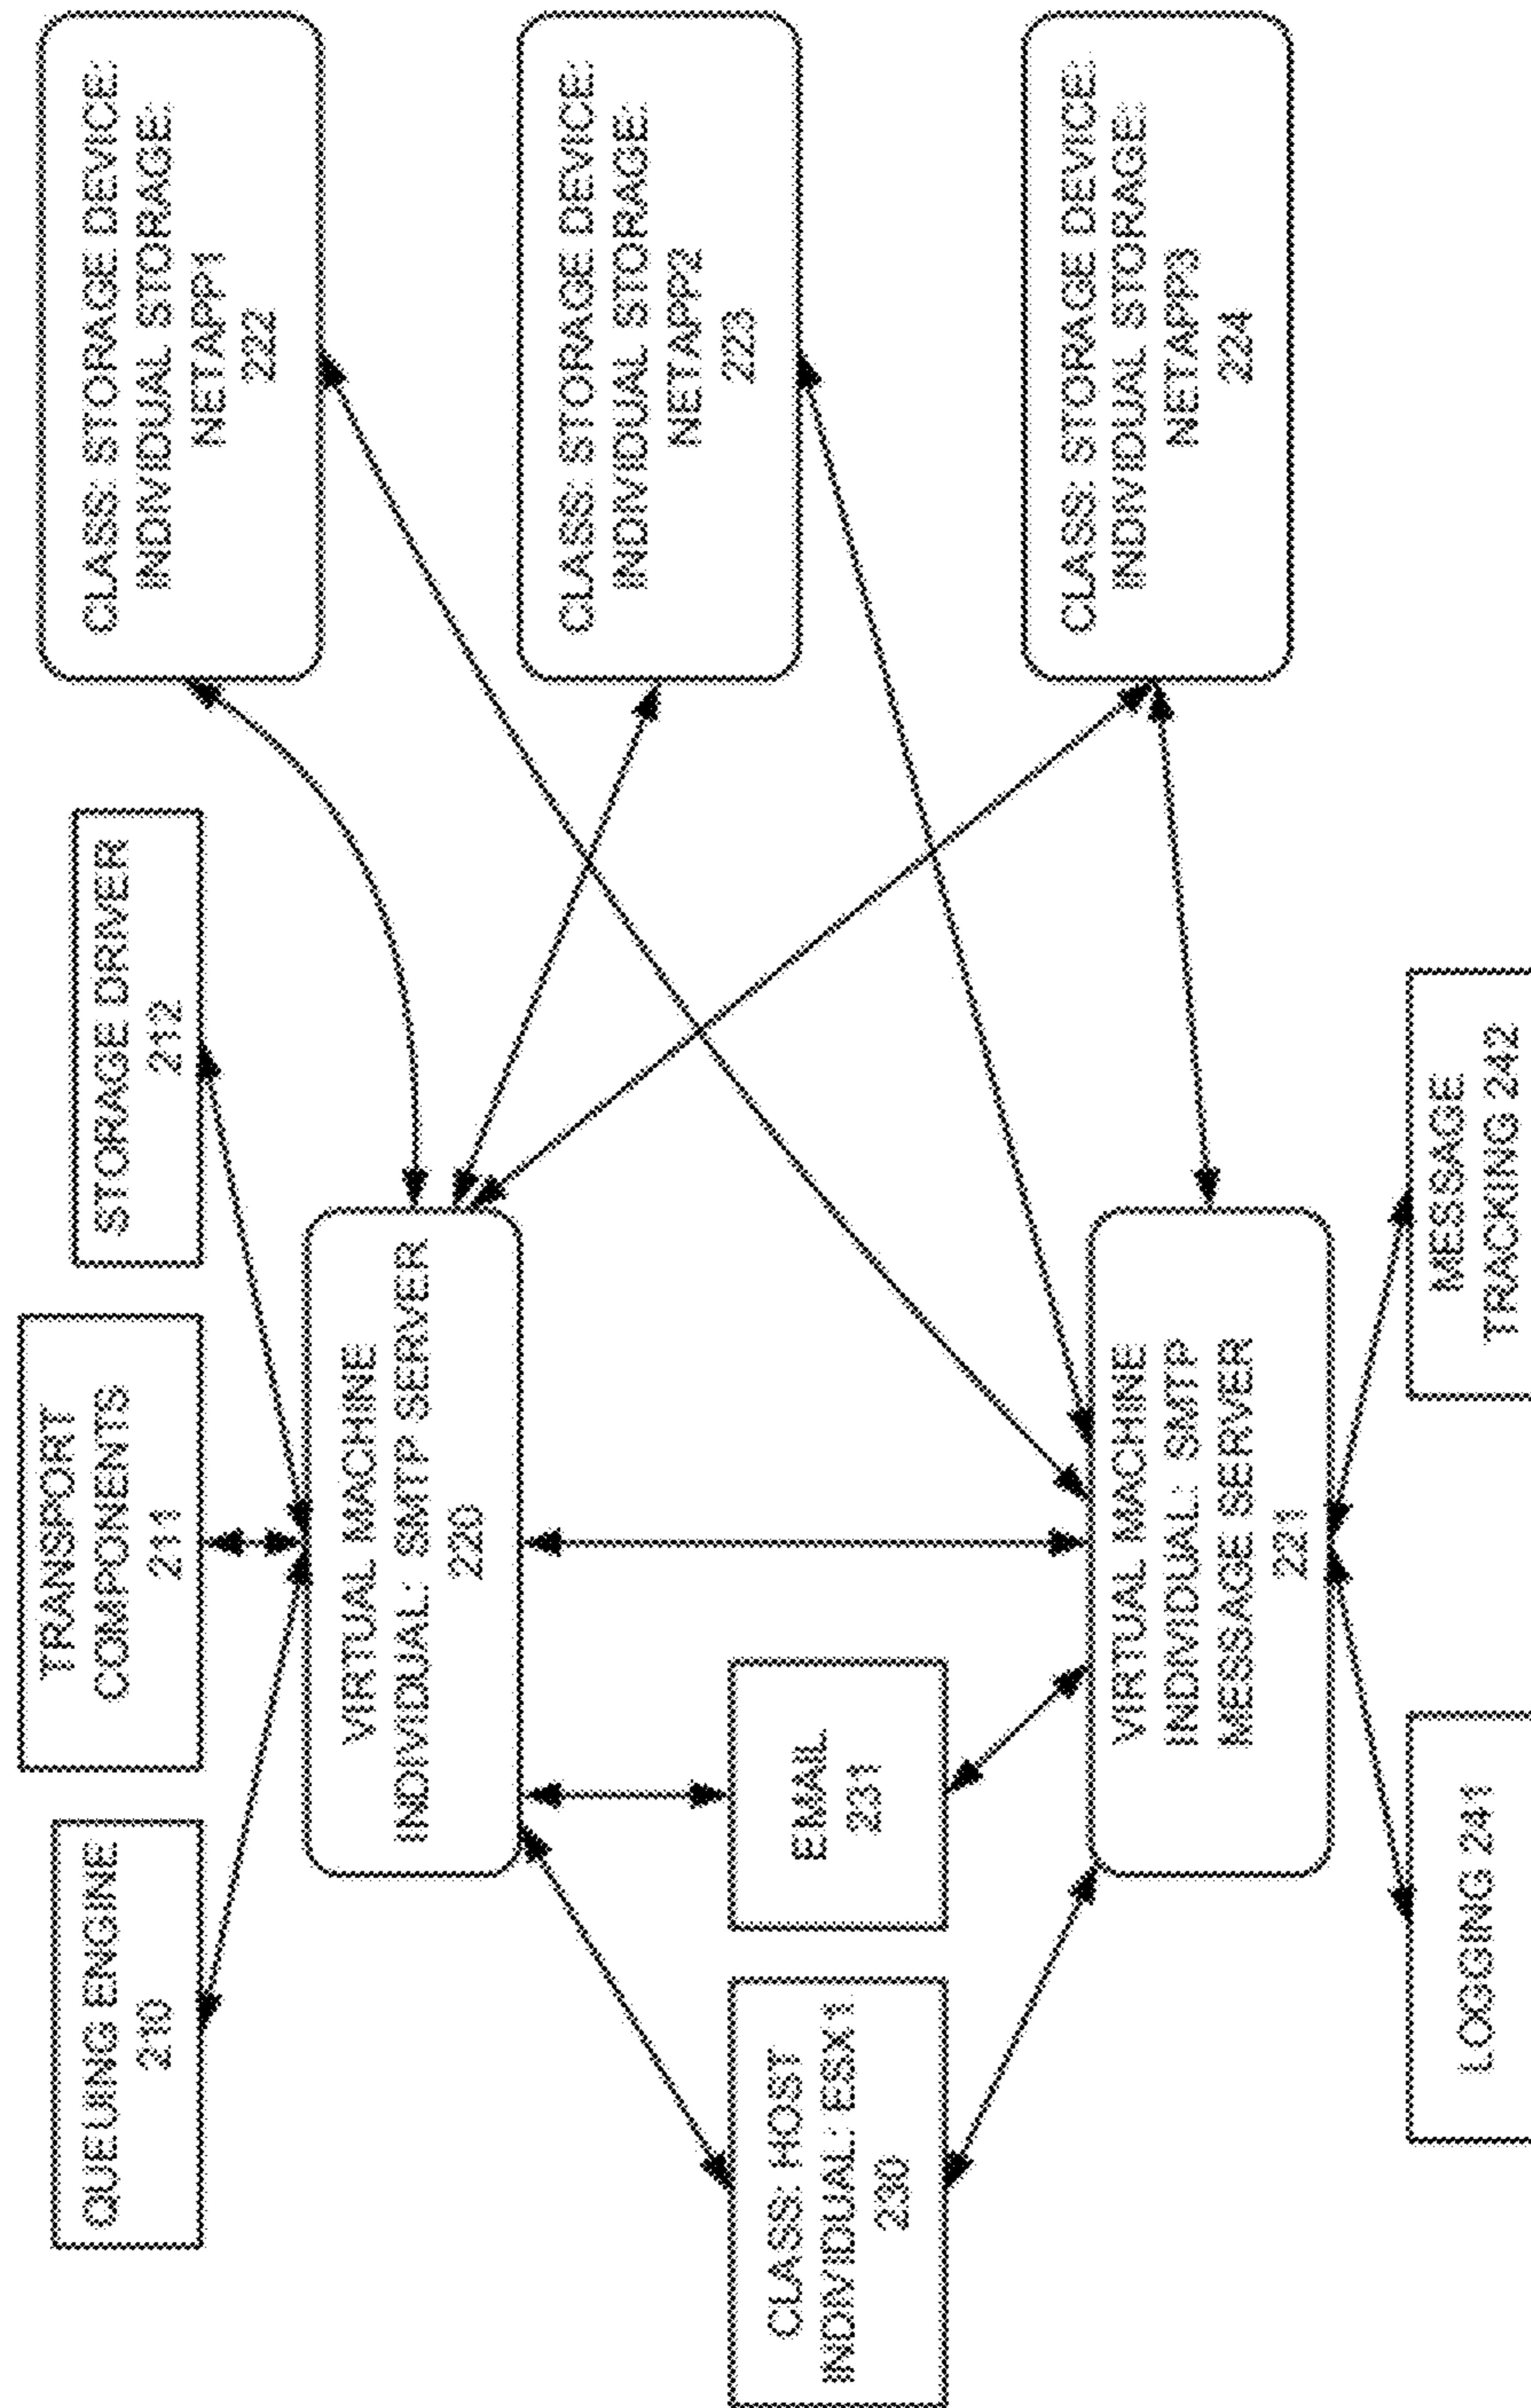 QUEUING ENGINE
210
TRANSPORT
COMPONENTS
211
STORAGE DRIVER
212
CLASS: STORAGE DEVICE:
INDIVIDUAL STORAGE:
NETAPP1
222
VIRTUAL MACHINE
INDIVIDUAL: SMTP SERVER
220
CLASS: STORAGE DEVICE:
INDIVIDUAL STORAGE:
NETAPP2
223
CLASS: HOST
INDIVIDUAL: ESX 1
230
EMAIL
231
VIRTUAL MACHINE
INDIVIDUAL: SMTP
MESSAGE SERVER
221
CLASS: STORAGE DEVICE:
INDIVIDUAL STORAGE:
NETAPP3
224
LOGGING 241
MESSAGE
TRACKING 242